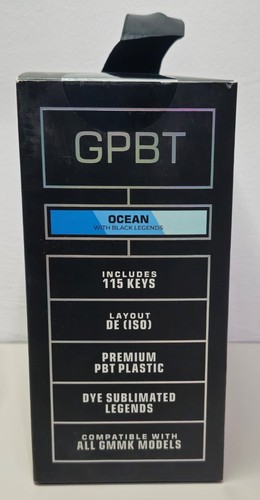 GPBT
OCEAN
WITH BLACK LEGENDS
INCLUDES
115 KEYS
LAYOUT
DE (ISO)
PREMIUM
PBT PLASTIC
DYE SUBLIMATED
LEGENDS
COMPATIBLE WITH
ALL GMMK MODELS